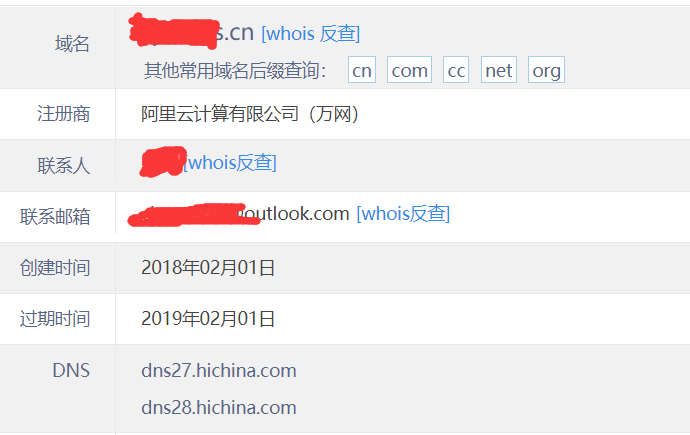 域名 s.cn [whois 反查]
其他常用域名后缀查询： cn com cc net org
注册商 阿里云计算有限公司（万网）
联系人 [whois反查]
联系邮箱 @outlook.com [whois反查]
创建时间 2018年02月01日
过期时间 2019年02月01日
DNS dns27.hichina.com
dns28.hichina.com